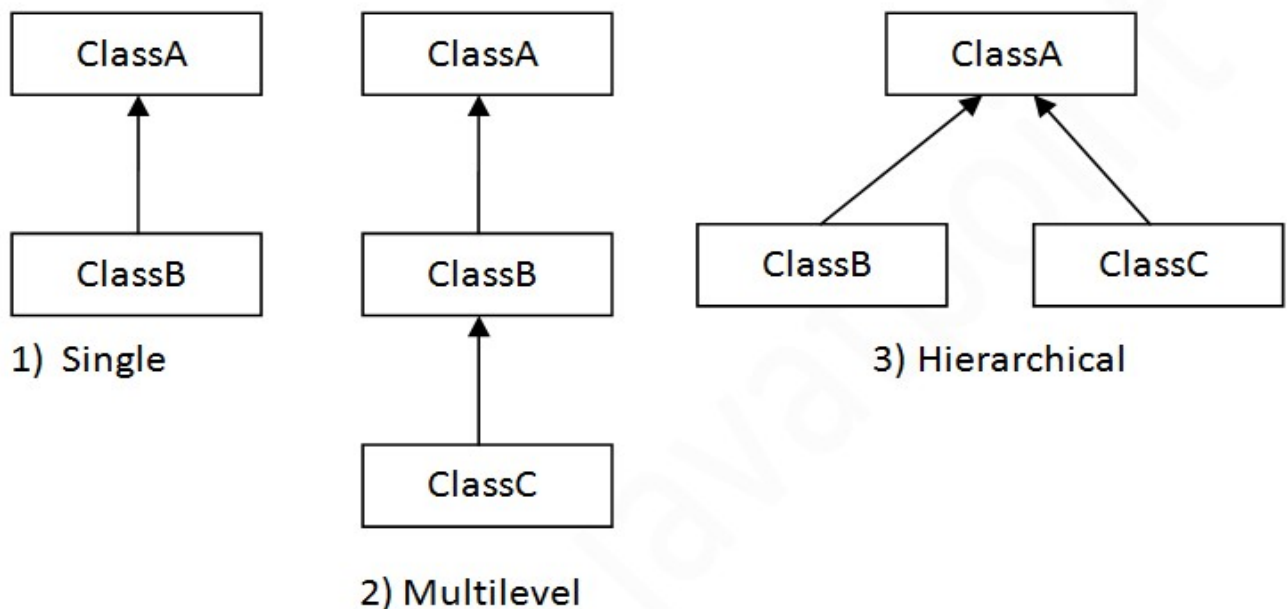 ClassA
ClassB
1) Single
ClassA
ClassB
ClassC
2) Multilevel
ClassA
ClassB
ClassC
3) Hierarchical